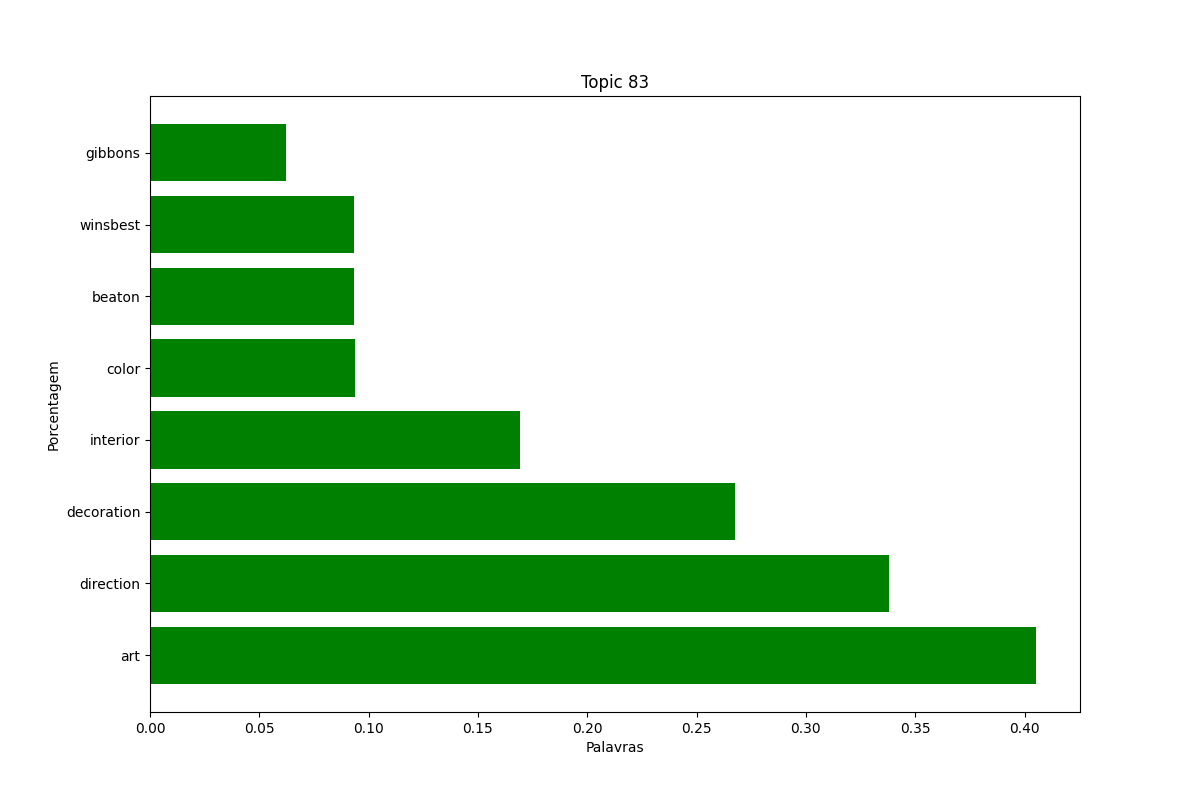 Topic 83
gibbons
winsbest
beaton
color
interior
decoration
direction
art
Porcentagem
0.00 0.05 0.10 0.15 0.20 0.25 0.30 0.35 0.40
Palavras